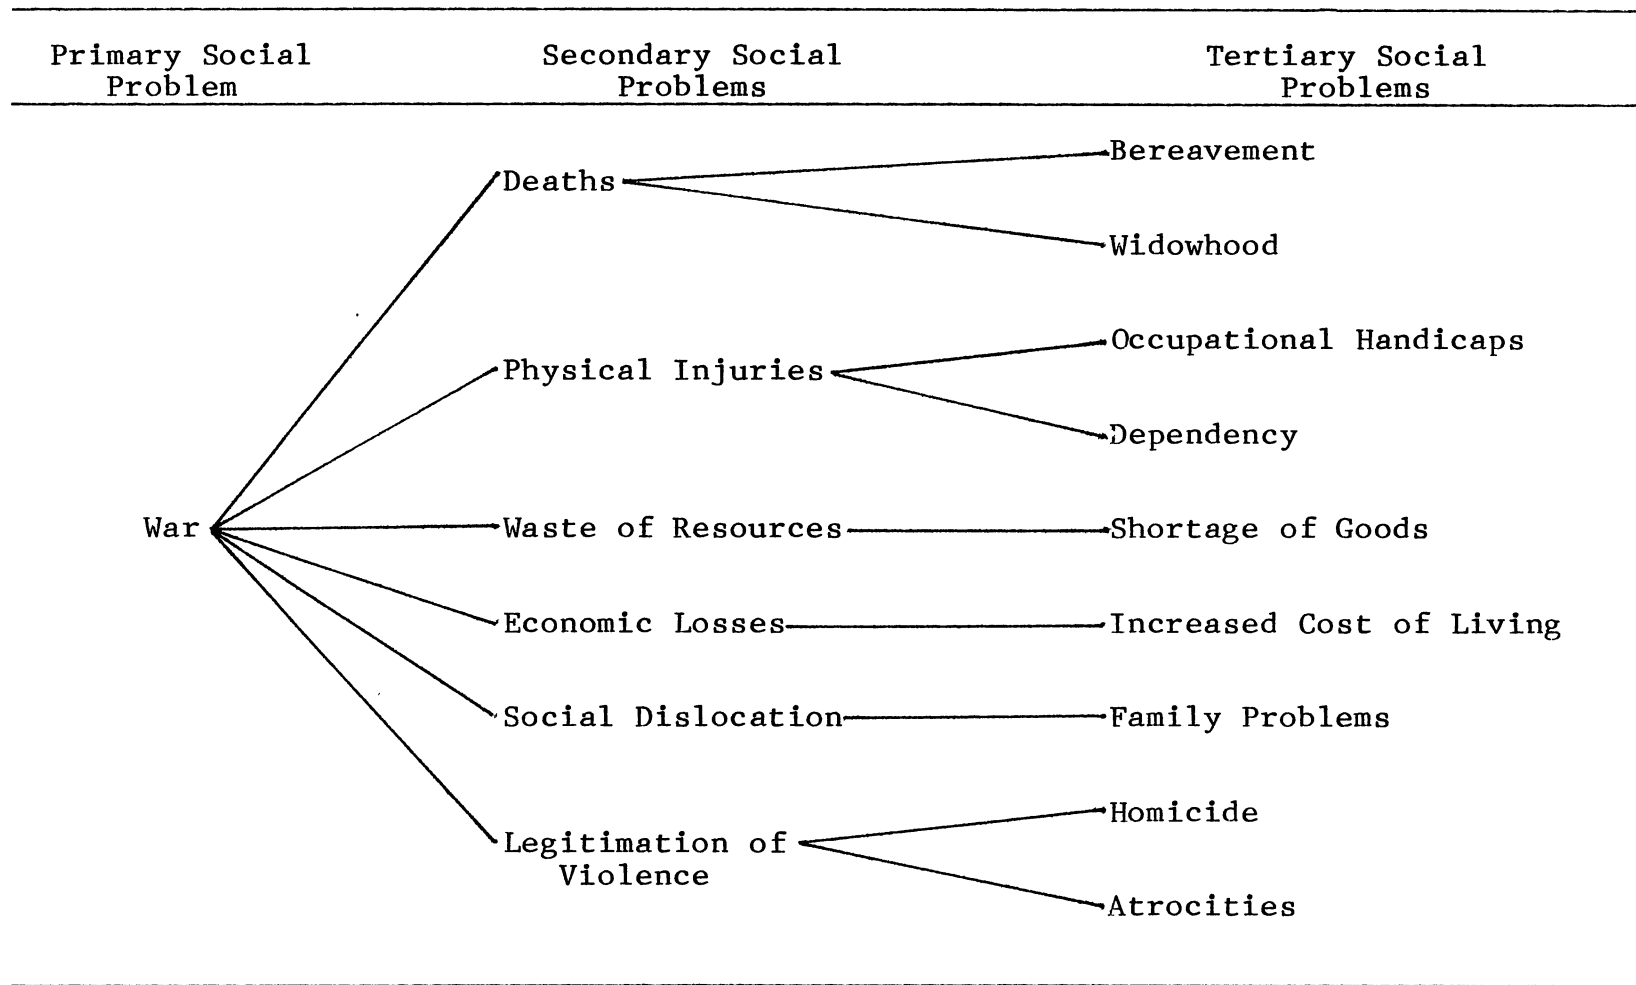 Primary Social
Problem
Secondary Social
Problems
Tertiary Social
Problems
Bereavement
Deaths
Widowhood
Occupational Handicaps
Physical Injuries
Dependency
War
Waste of Resources
Shortage of Goods
Economic Losses
Increased Cost of Living
Social Dislocation
Family Problems
Homicide
Legitimation of
Violence
Atrocities